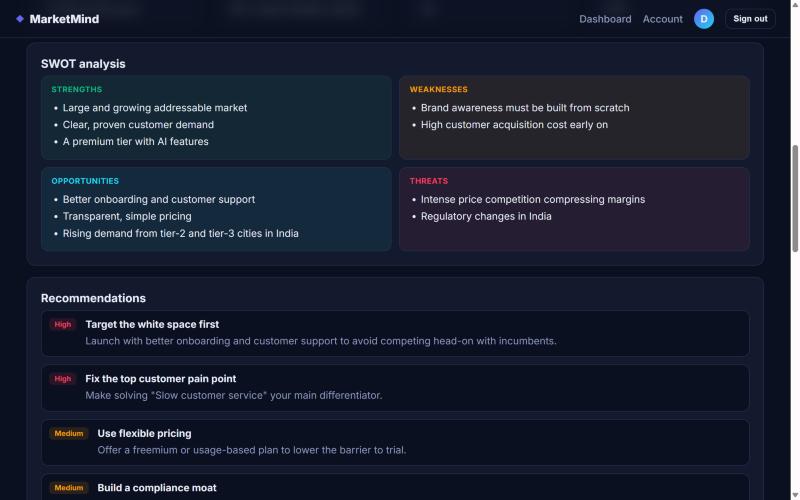 MarketMind
Dashboard
Account
D
Sign out
SWOT analysis
STRENGTHS
• Large and growing addressable market
• Clear, proven customer demand
• A premium tier with AI features
WEAKNESSES
• Brand awareness must be built from scratch
• High customer acquisition cost early on
OPPORTUNITIES
• Better onboarding and customer support
• Transparent, simple pricing
• Rising demand from tier-2 and tier-3 cities in India
THREATS
• Intense price competition compressing margins
• Regulatory changes in India
Recommendations
High Target the white space first
Launch with better onboarding and customer support to avoid competing head-on with incumbents.
High Fix the top customer pain point
Make solving "Slow customer service" your main differentiator.
Medium Use flexible pricing
Offer a freemium or usage-based plan to lower the barrier to trial.
Medium Build a compliance moat